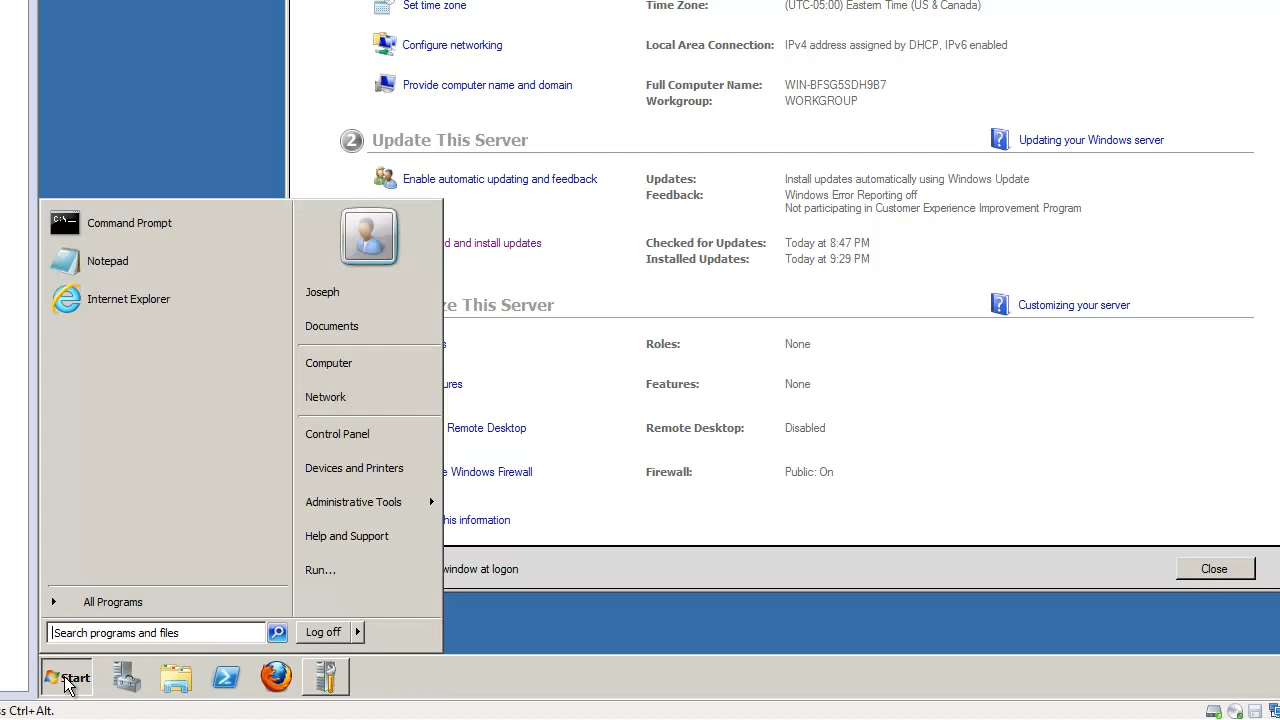 Set time zone
Time Zone: (UTC-05:00) Eastern Time (US & Canada)
Configure networking
Local Area Connection: IPv4 address assigned by DHCP, IPv6 enabled
Provide computer name and domain
Full Computer Name: WIN-BFSG5SDH9B7
Workgroup: WORKGROUP
2 Update This Server
Updating your Windows server
Enable automatic updating and feedback
Updates: Install updates automatically using Windows Update
Feedback: Windows Error Reporting off
Not participating in Customer Experience Improvement Program
d and install updates
Checked for Updates: Today at 8:47 PM
Installed Updates: Today at 9:29 PM
ze This Server
Customizing your server
Roles: None
ures
Features: None
Remote Desktop
Remote Desktop: Disabled
e Windows Firewall
Firewall: Public: On
his information
window at logon
Close
Command Prompt
Notepad
Internet Explorer
All Programs
Search programs and files
Joseph
Documents
Computer
Network
Control Panel
Devices and Printers
Administrative Tools
Help and Support
Run...
Log off
Start
s Ctrl+Alt.